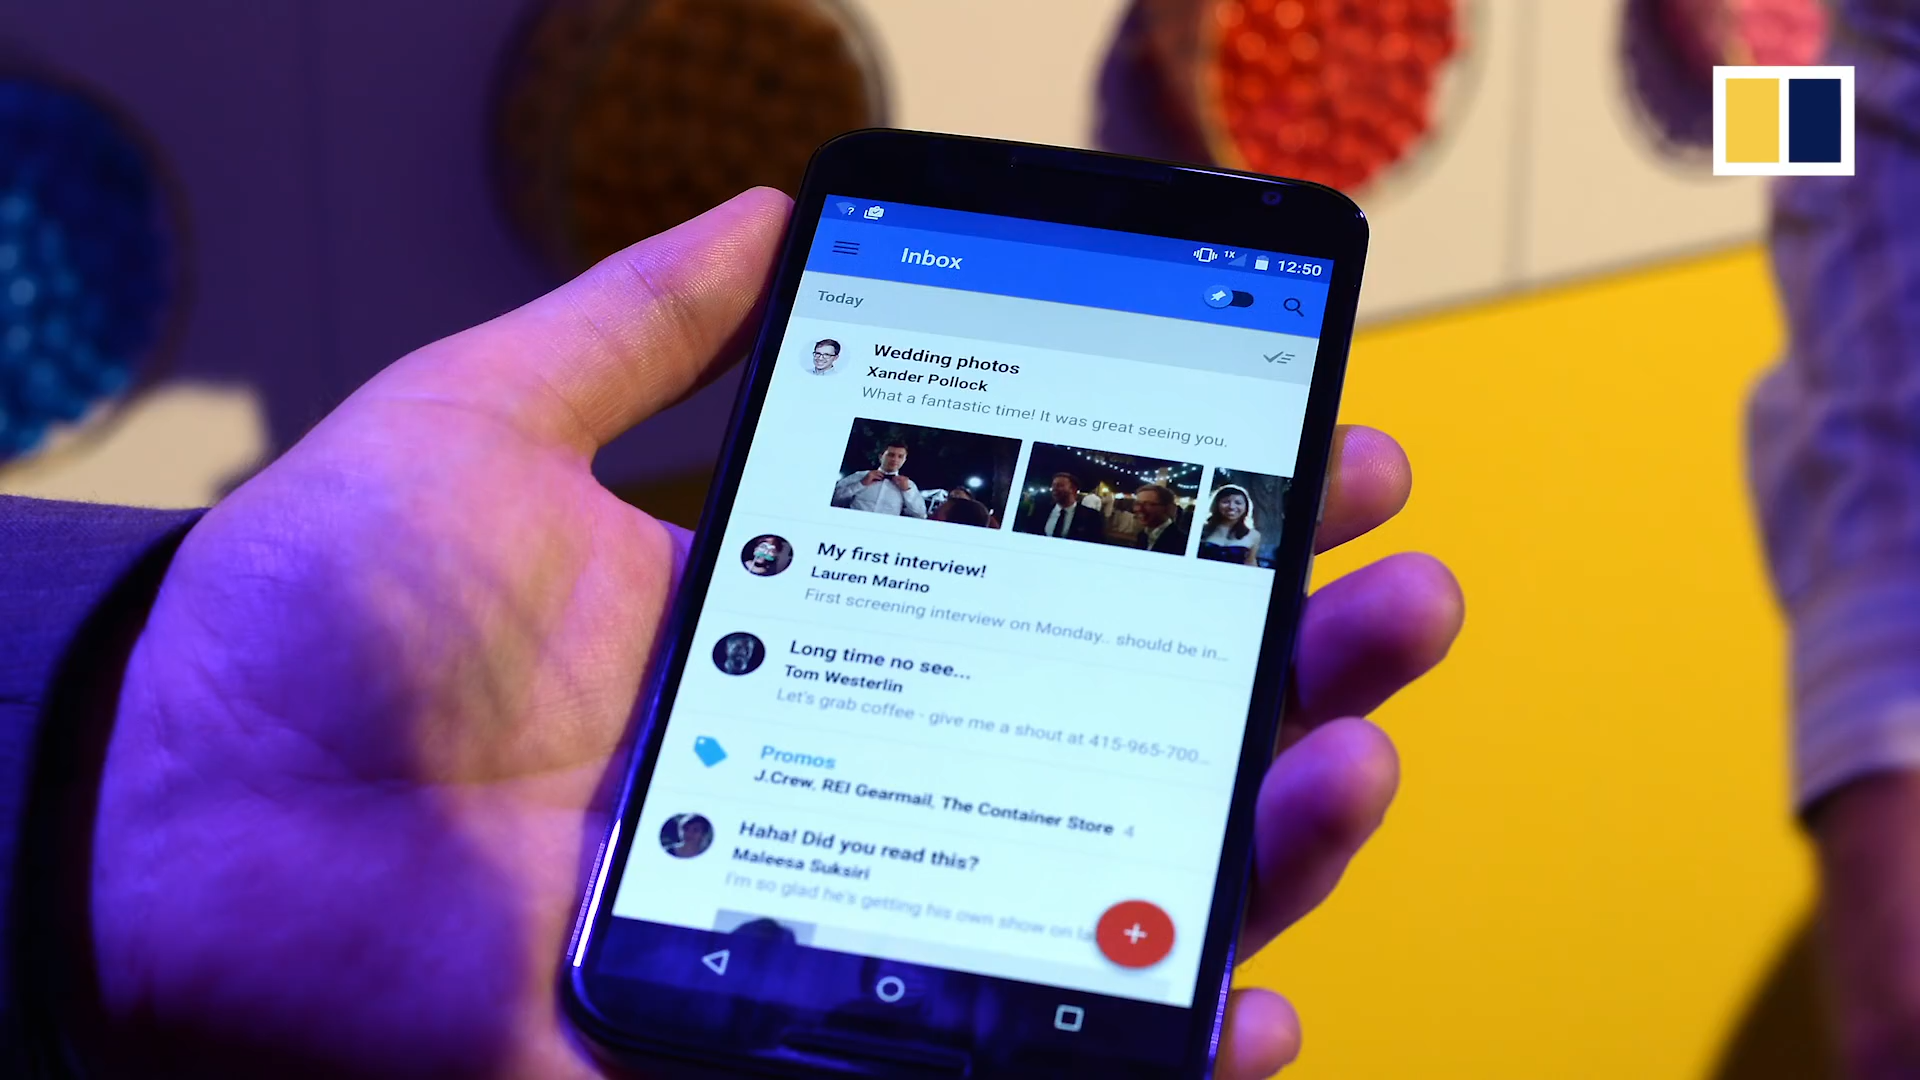 ?
1X
12:50
Inbox
Today
Wedding photos
Xander Pollock
What a fantastic time! It was great seeing you.
My first interview!
Lauren Marino
First screening interview on Monday.. should be in...
Long time no see...
Tom Westerlin
Let's grab coffee - give me a shout at 415-965-700...
Promos
J.Crew, REI Gearmail, The Container Store 4
Haha! Did you read this?
Maleesa Suksiri
I'm so glad he's getting his own show on la